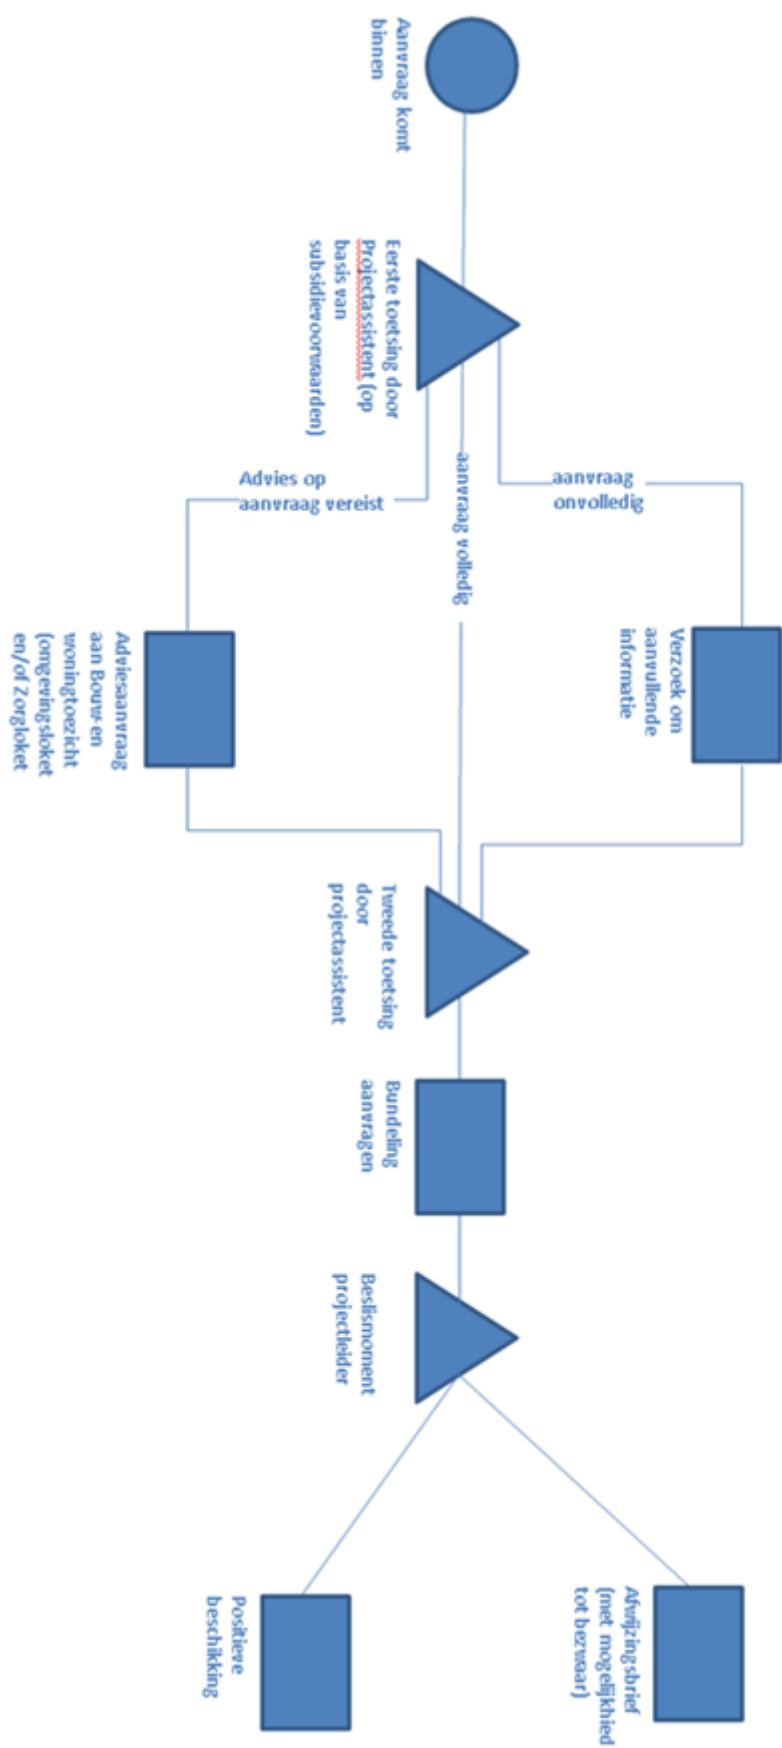 Aanvraag komt
binnen
Eerste toetsing door
Projectassistent (op
basis van
subsidievoorwaarden)
aanvraag
onvolledig
aanvraag volledig
Advies op
aanvraag vereist
Verzoek om
aanvullende
informatie
Adviesaanvraag
aan Bouw- en
woningtoezicht
(omgevingsloket
en/of Zorgloket
Tweede toetsing
door
projectassistent
Bundeling
aanvragen
Beslismoment
projectleider
Afwijzingsbrief
(met mogelijkhied
tot bezwaar)
Positieve
beschikking